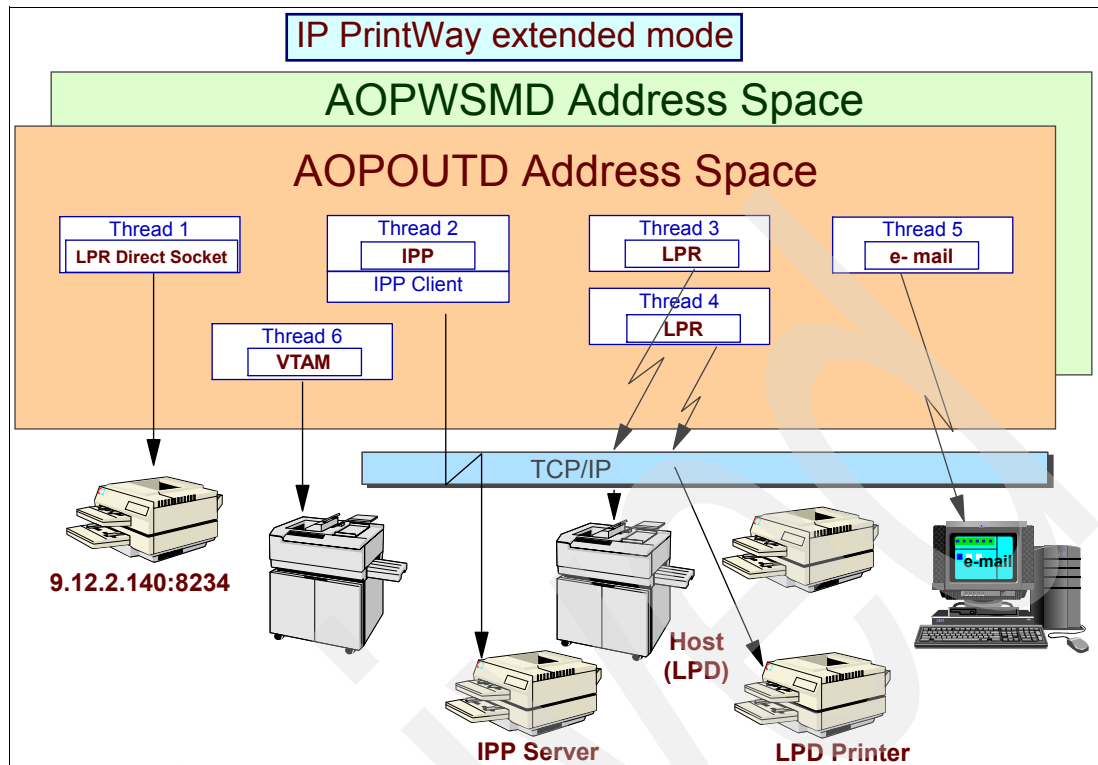 IP PrintWay extended mode
AOPWSMD Address Space
AOPOUTD Address Space
Thread 1
LPR Direct Socket
Thread 2
IPP
IPP Client
Thread 3
LPR
Thread 4
LPR
Thread 5
e- mail
Thread 6
VTAM
TCP/IP
9.12.2.140:8234
e-mail
Host
(LPD)
IPP Server
LPD Printer